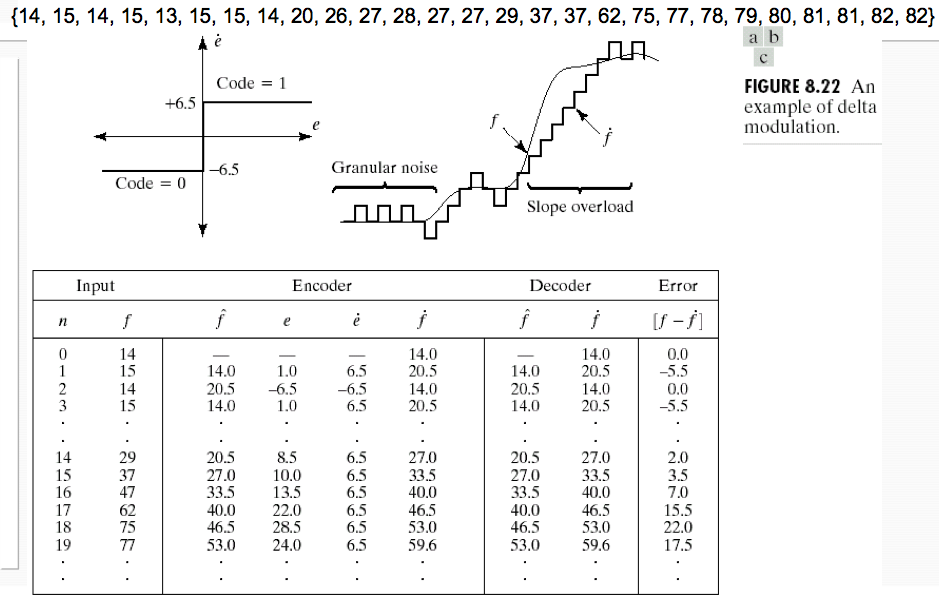 {14, 15, 14, 15, 13, 15, 15, 14, 20, 26, 27, 28, 27, 27, 29, 37, 37, 62, 75, 77, 78, 79, 80, 81, 81, 82, 82}
ė
Code = 1
+6.5
e
−6.5
Code = 0
Granular noise
f
ḟ
Slope overload
a b
c
FIGURE 8.22 An
example of delta
modulation.
Input Encoder Decoder Error
n f f̂ e ė ḟ f̂ ḟ [f − ḟ]
0 14 — — — 14.0 — 14.0 0.0
1 15 14.0 1.0 6.5 20.5 14.0 20.5 −5.5
2 14 20.5 −6.5 −6.5 14.0 20.5 14.0 0.0
3 15 14.0 1.0 6.5 20.5 14.0 20.5 −5.5
. . . . . . . . .
. . . . . . . . .
14 29 20.5 8.5 6.5 27.0 20.5 27.0 2.0
15 37 27.0 10.0 6.5 33.5 27.0 33.5 3.5
16 47 33.5 13.5 6.5 40.0 33.5 40.0 7.0
17 62 40.0 22.0 6.5 46.5 40.0 46.5 15.5
18 75 46.5 28.5 6.5 53.0 46.5 53.0 22.0
19 77 53.0 24.0 6.5 59.6 53.0 59.6 17.5
. . . . . . . . .
. . . . . . . . .